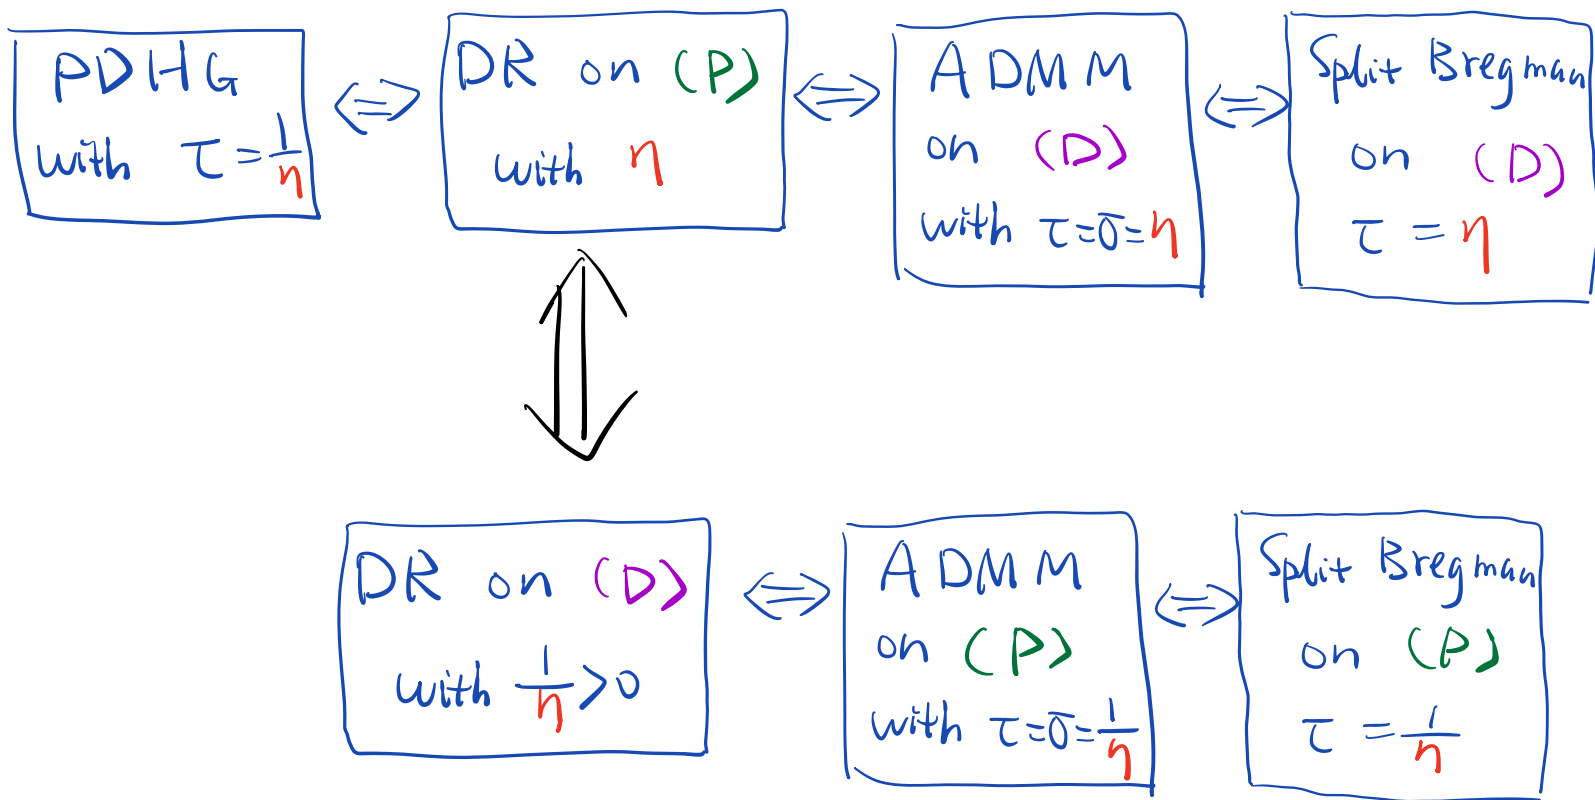 PDHG
with τ = 1/η
⟺
DR on (P)
with η
⟺
ADMM
on (D)
with τ=σ=η
⟺
Split Bregman
on (D)
τ = η
DR on (D)
with 1/η >0
⟺
ADMM
on (P)
with τ=σ=1/η
⟺
Split Bregman
on (P)
τ = 1/η